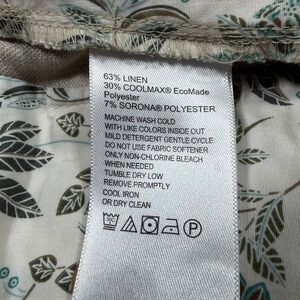 63% LINEN
30% COOLMAX® EcoMade
Polyester
7% SORONA® POLYESTER
MACHINE WASH COLD
WITH LIKE COLORS INSIDE OUT
MILD DETERGENT GENTLE CYCLE
DO NOT USE FABRIC SOFTENER
ONLY NON-CHLORINE BLEACH
WHEN NEEDED
TUMBLE DRY LOW
REMOVE PROMPTLY
COOL IRON
OR DRY CLEAN
P